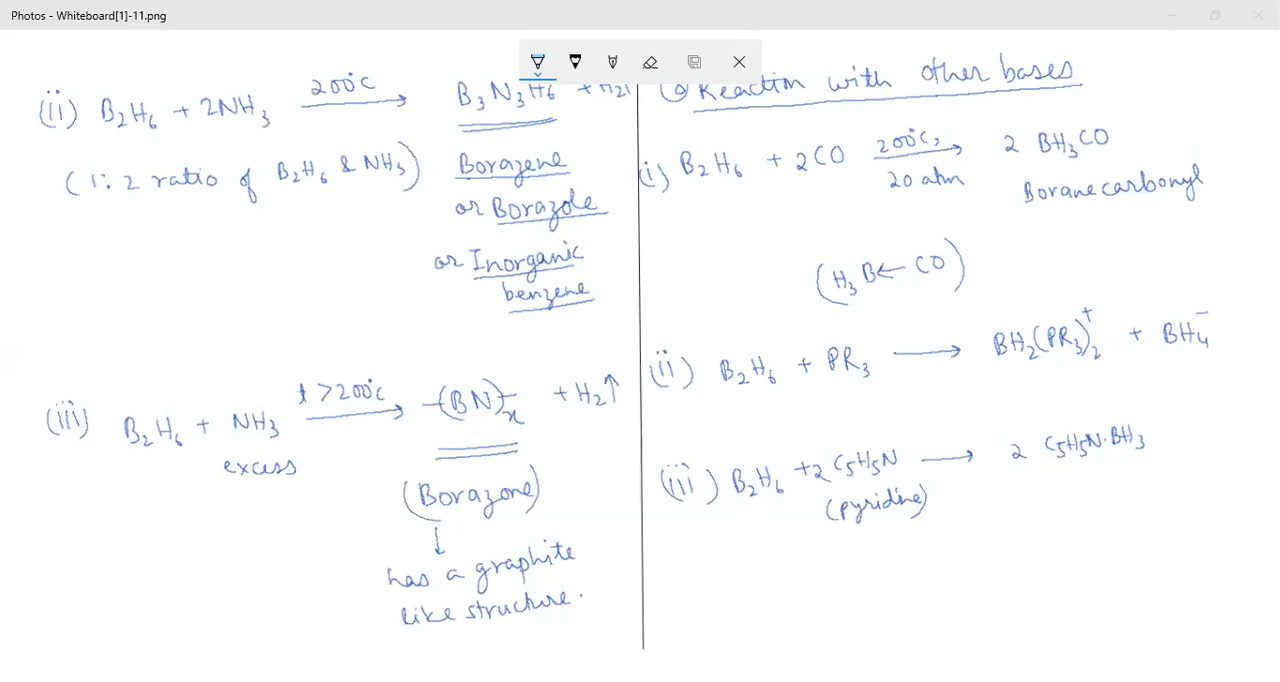 Photos - Whiteboard[1]-11.png
(ii) B₂H₆ + 2NH₃ 200°C → B₃N₃H₆ + H₂↑
(1:2 ratio of B₂H₆ & NH₃) Borazene
or Borazole
or Inorganic
benzene
(iii) B₂H₆ + NH₃ t >200°C → -(BN)-x + H₂↑
excess
(Borazone)
↓
has a graphite
like structure.
Reaction with other bases
(i) B₂H₆ + 2CO 200°C, 20 atm → 2 BH₃CO
Boranecarbonyl
(H₃B←CO)
(ii) B₂H₆ + PR₃ → BH₂(PR₃)₂⁺ + BH₄⁻
(iii) B₂H₆ +2 C₅H₅N → 2 C₅H₅N·BH₃
(pyridine)